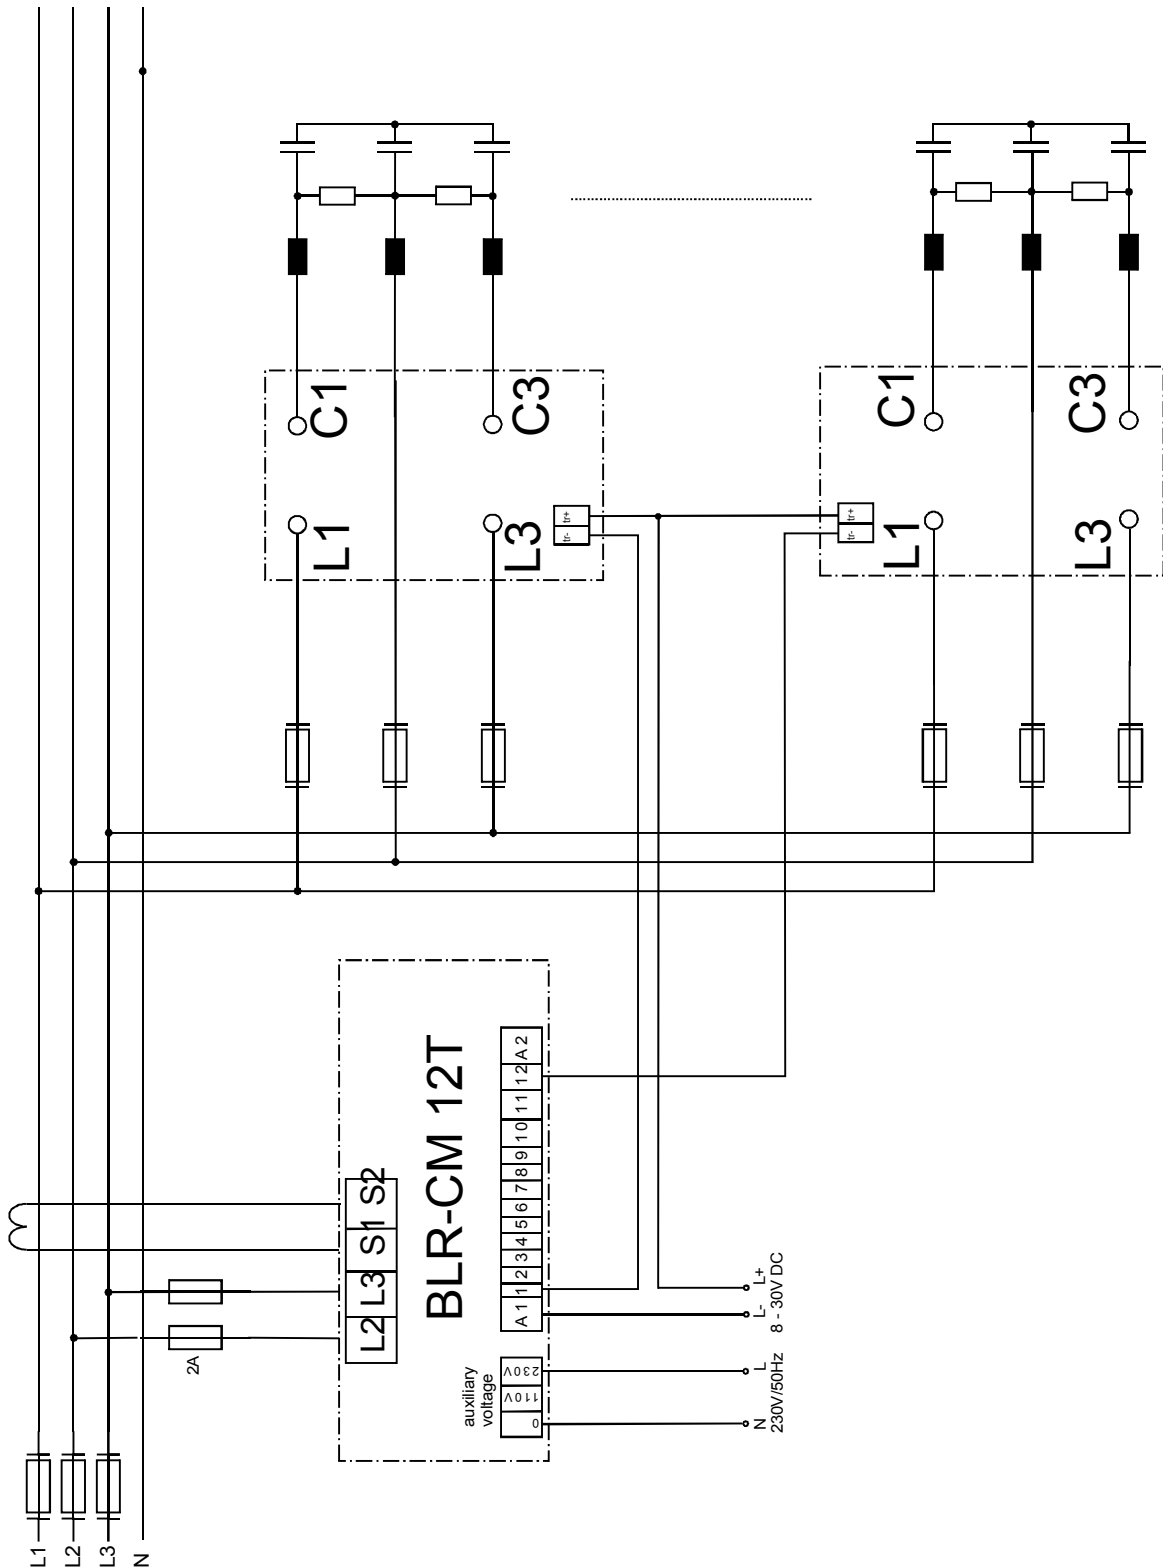 C1
C3
L1
L3
tr+
tr-
C1
C3
L1
L3
tr+
tr-
BLR-CM 12T
S2
S1
L3
L2
A2
12
11
10
9
8
7
6
5
4
3
2
1
A1
2A
auxiliary
voltage
230V
110V
0
L+
L-
8 - 30V DC
L
N
230V/50Hz
L1
L2
L3
N